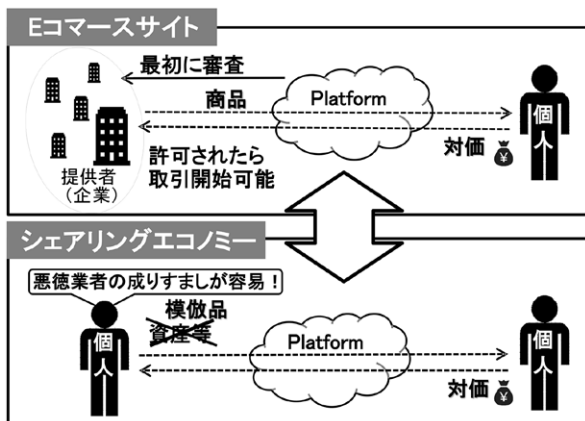 Eコマースサイト
最初に審査
商品
Platform
個人
対価
¥
許可されたら
取引開始可能
提供者
（企業）
シェアリングエコノミー
悪徳業者の成りすましが容易！
模倣品
資産等
個人
Platform
個人
対価
¥